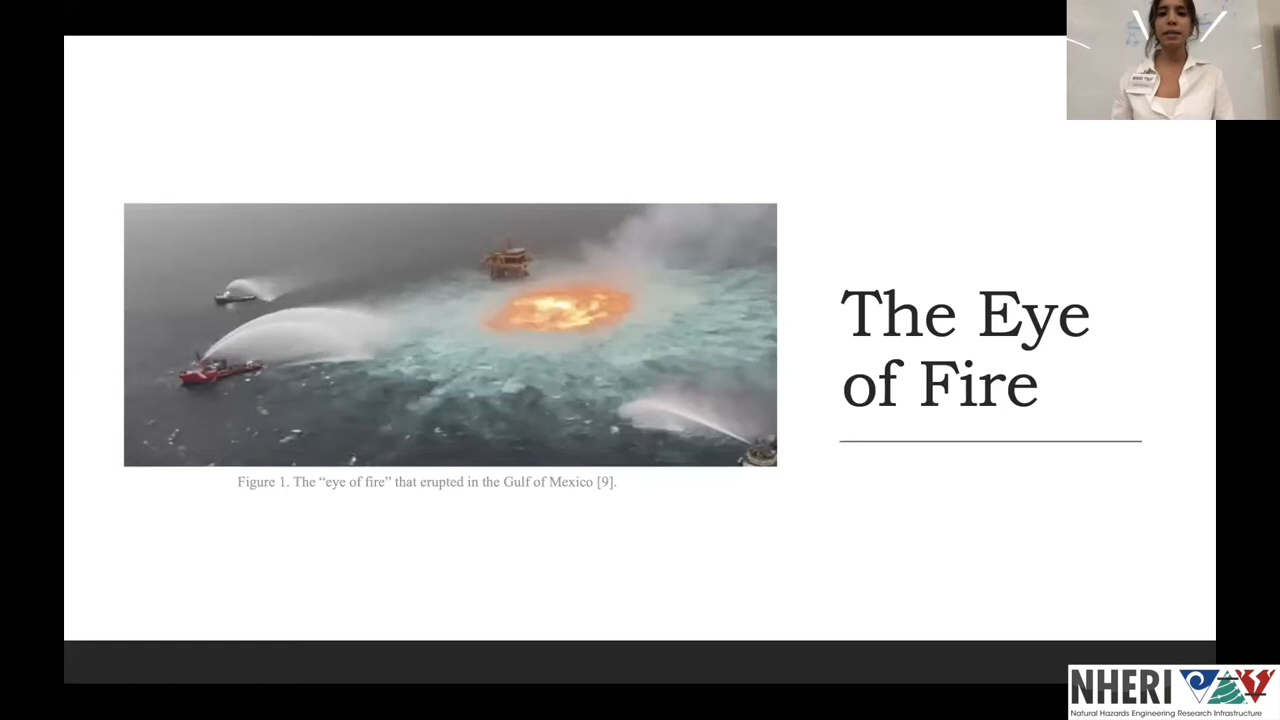 The Eye
of Fire
Figure 1. The “eye of fire” that erupted in the Gulf of Mexico [9].
NHERI
Natural Hazards Engineering Research Infrastructure